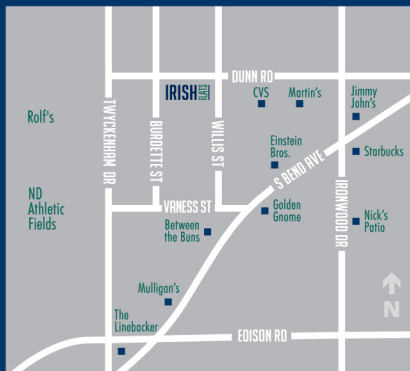 DUNN RD
IRISH FLATS
CVS
Martin's
Jimmy
John's
Rolf's
TWYCKENHAM DR
BURDETTE ST
WILLIS ST
Einstein
Bros.
Starbucks
S BEND AVE
ND
Athletic
Fields
VANESS ST
Golden
Gnome
IRONWOOD DR
Nick's
Patio
Between
the Buns
Mulligan's
N
The
Linebacker
EDISON RD